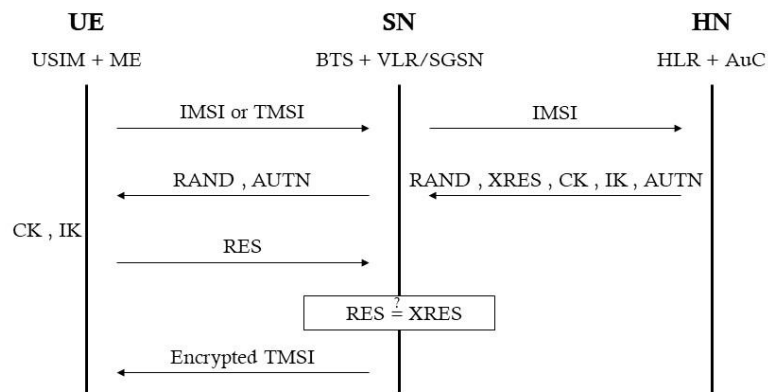 UE SN HN
USIM + ME BTS + VLR/SGSN HLR + AuC
IMSI or TMSI IMSI
RAND , AUTN RAND , XRES , CK , IK , AUTN
CK , IK
RES
RES ≟ XRES
Encrypted TMSI